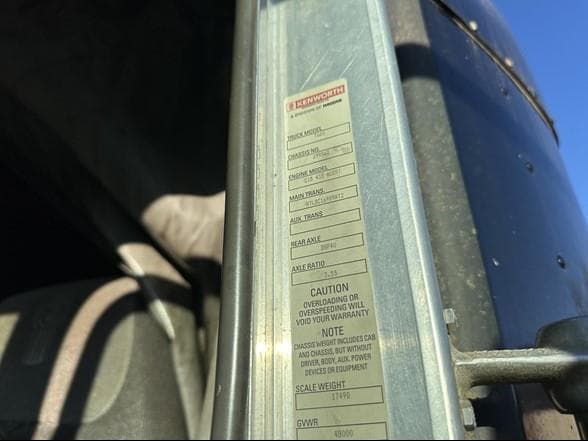 KENWORTH
A DIVISION OF PACCAR
TRUCK MODEL
CHASSIS NO.
ENGINE MODEL
MAIN TRANS.
AUX. TRANS
REAR AXLE
AXLE RATIO
3.55
CAUTION
OVERLOADING OR
OVERSPEEDING WILL
VOID YOUR WARRANTY
NOTE
CHASSIS WEIGHT INCLUDES CAB
AND CHASSIS, BUT WITHOUT
DRIVER, BODY, AUX. POWER
DEVICES OR EQUIPMENT
SCALE WEIGHT
17490
GVWR
48000